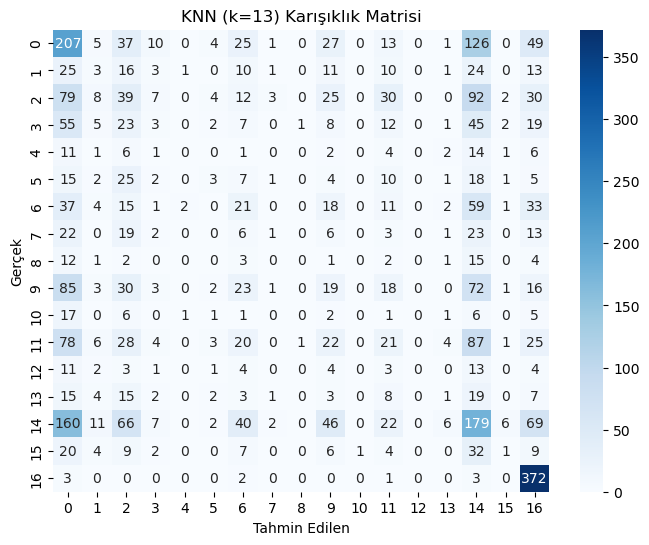 KNN (k=13) Karışıklık Matrisi
0 207 5 37 10 0 4 25 1 0 27 0 13 0 1 126 0 49
1 25 3 16 3 1 0 10 1 0 11 0 10 0 1 24 0 13
2 79 8 39 7 0 4 12 3 0 25 0 30 0 0 92 2 30
3 55 5 23 3 0 2 7 0 1 8 0 12 0 1 45 2 19
4 11 1 6 1 0 0 1 0 0 2 0 4 0 2 14 1 6
5 15 2 25 2 0 3 7 1 0 4 0 10 0 1 18 1 5
6 37 4 15 1 2 0 21 0 0 18 0 11 0 2 59 1 33
7 22 0 19 2 0 0 6 1 0 6 0 3 0 1 23 0 13
8 12 1 2 0 0 0 3 0 0 1 0 2 0 1 15 0 4
9 85 3 30 3 0 2 23 1 0 19 0 18 0 0 72 1 16
10 17 0 6 0 1 1 1 0 0 2 0 1 0 1 6 0 5
11 78 6 28 4 0 3 20 0 1 22 0 21 0 4 87 1 25
12 11 2 3 1 0 1 4 0 0 4 0 3 0 0 13 0 4
13 15 4 15 2 0 2 3 1 0 3 0 8 0 1 19 0 7
14 160 11 66 7 0 2 40 2 0 46 0 22 0 6 179 6 69
15 20 4 9 2 0 0 7 0 0 6 1 4 0 0 32 1 9
16 3 0 0 0 0 0 2 0 0 0 0 1 0 0 3 0 372
0 1 2 3 4 5 6 7 8 9 10 11 12 13 14 15 16
Tahmin Edilen
Gerçek
350
300
250
200
150
100
50
0